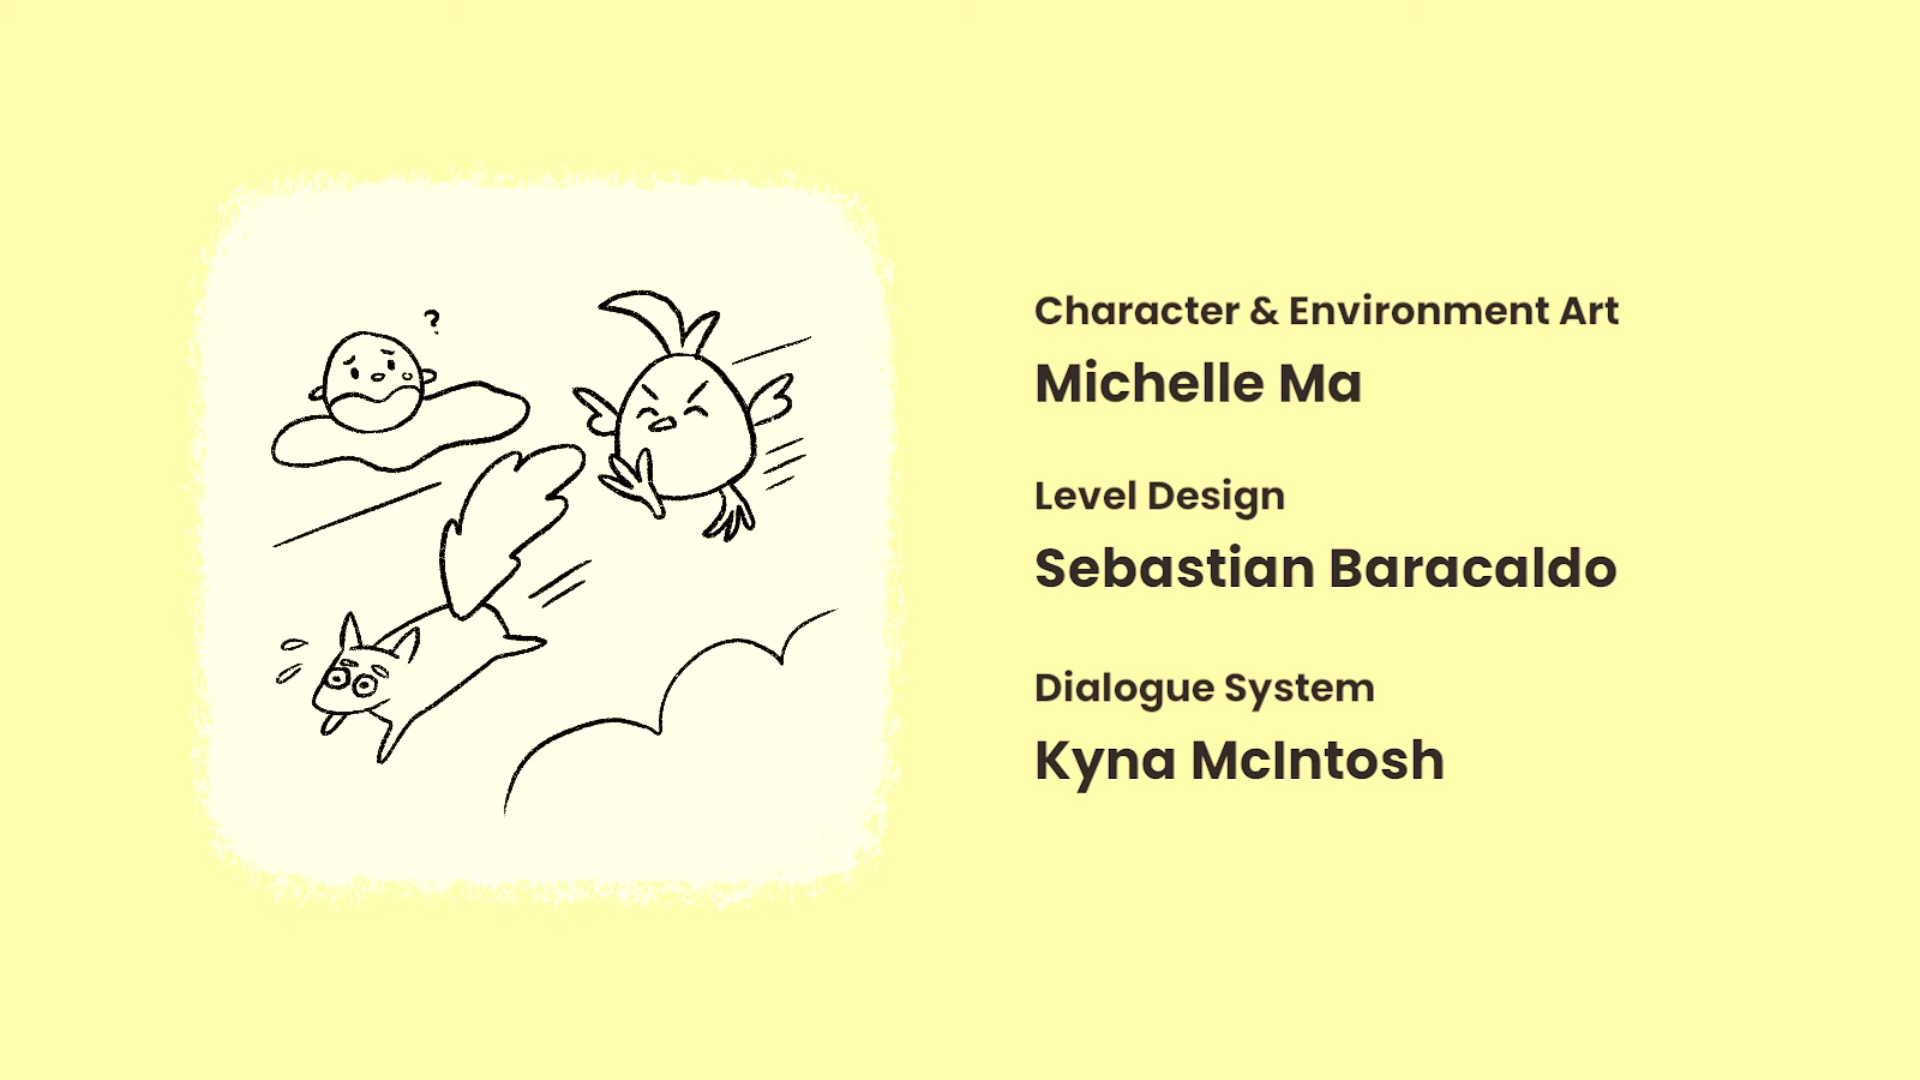 ?
Character & Environment Art
Michelle Ma
Level Design
Sebastian Baracaldo
Dialogue System
Kyna McIntosh